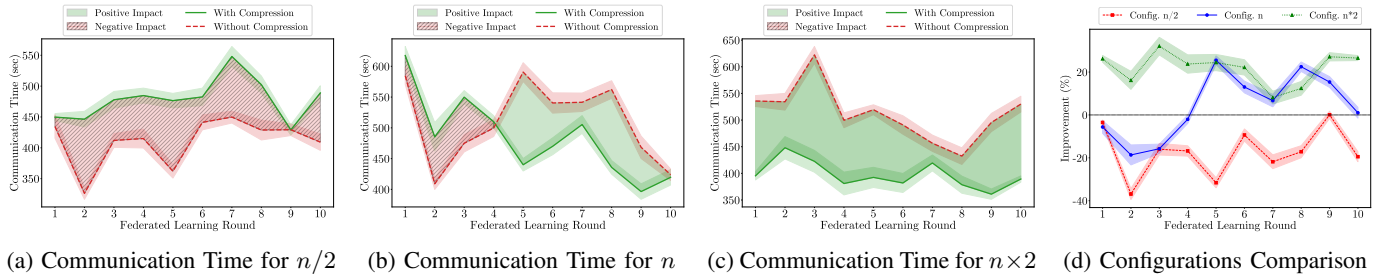 Positive Impact With Compression
Negative Impact Without Compression
Communication Time (sec)
550
500
450
400
350
1 2 3 4 5 6 7 8 9 10
Federated Learning Round
(a) Communication Time for n/2
Positive Impact With Compression
Negative Impact Without Compression
Communication Time (sec)
600
550
500
450
400
1 2 3 4 5 6 7 8 9 10
Federated Learning Round
(b) Communication Time for n
Positive Impact With Compression
Negative Impact Without Compression
Communication Time (sec)
650
600
550
500
450
400
350
1 2 3 4 5 6 7 8 9 10
Federated Learning Round
(c) Communication Time for n×2
Config. n/2 Config. n Config. n*2
Improvement (%)
20
0
−20
−40
1 2 3 4 5 6 7 8 9 10
Federated Learning Round
(d) Configurations Comparison